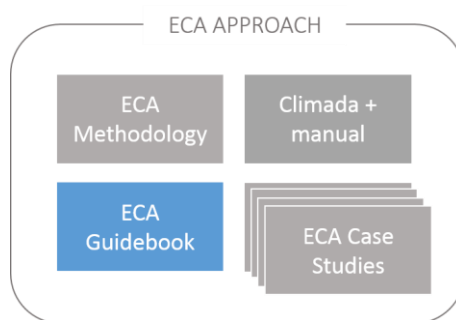 ECA APPROACH
ECA
Methodology
Climada +
manual
ECA
Guidebook
ECA Case
Studies